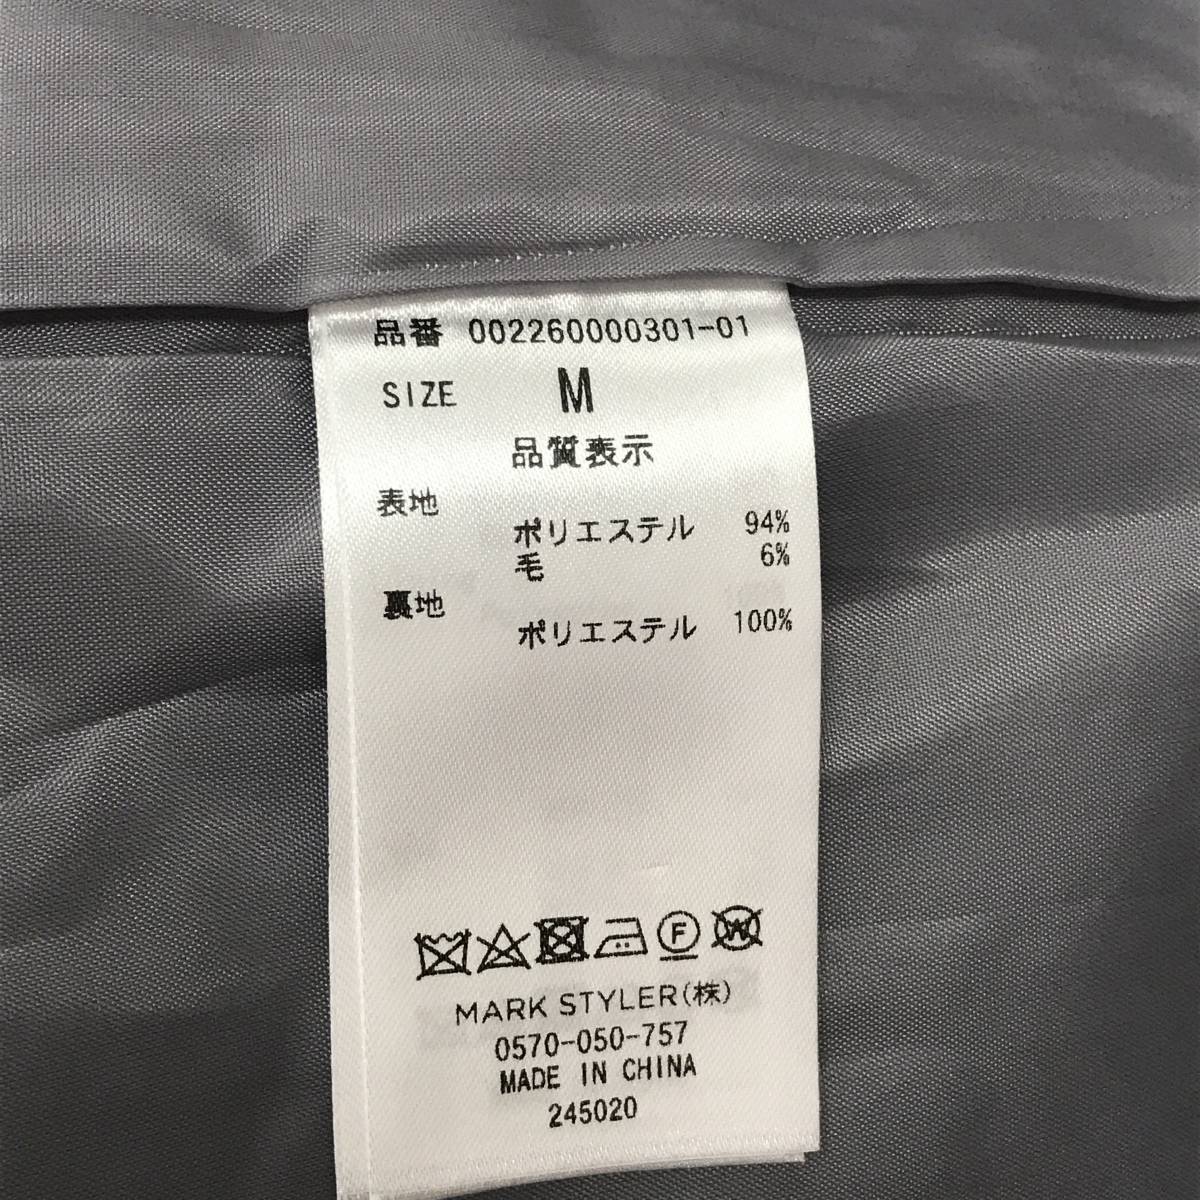 品番 002260000301-01
SIZE M
品質表示
表地
ポリエステル 94%
毛 6%
裏地
ポリエステル 100%
F W
MARK STYLER(株)
0570-050-757
MADE IN CHINA
245020